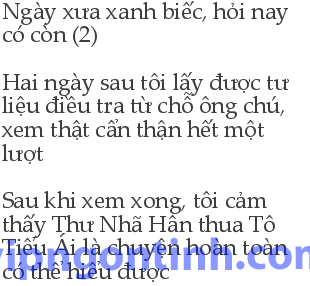 Ngày xưa xanh biếc, hỏi nay
có còn (2)
Hai ngày sau tôi lấy được tư
liệu điều tra từ chỗ ông chú,
xem thật cẩn thận hết một
lượt
Sau khi xem xong, tôi cảm
thấy Thư Nhã Hân thua Tô
Tiểu Ái là chuyện hoàn toàn
có thể hiểu được
vpngontinh.com